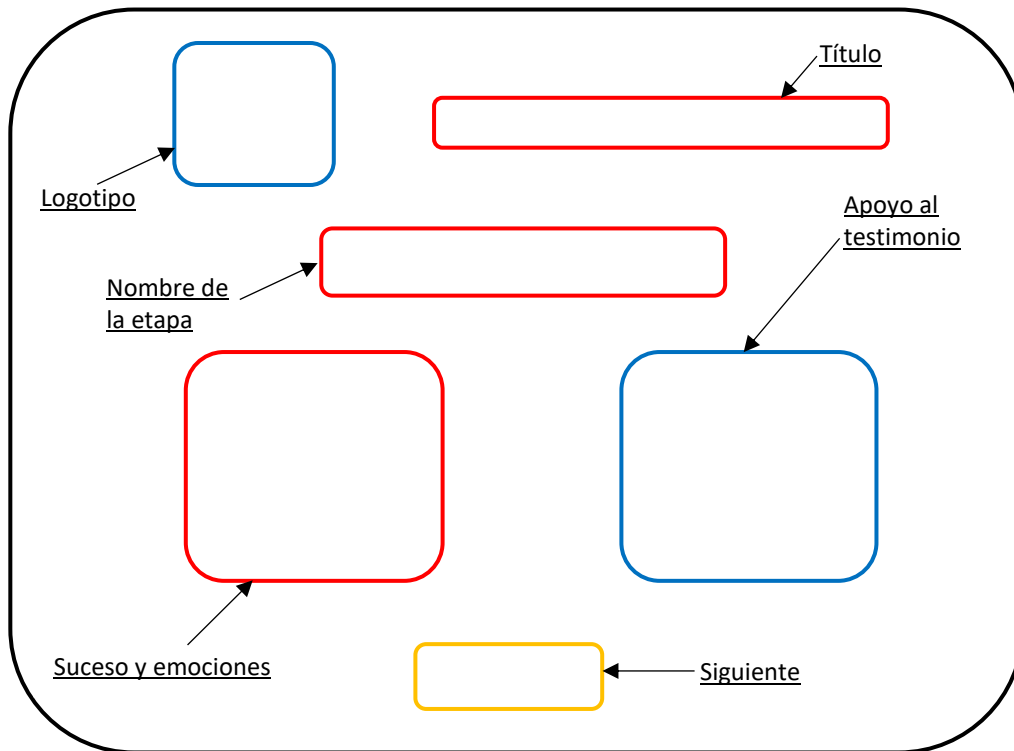 Título
Logotipo
Apoyo al
testimonio
Nombre de
la etapa
Suceso y emociones
Siguiente